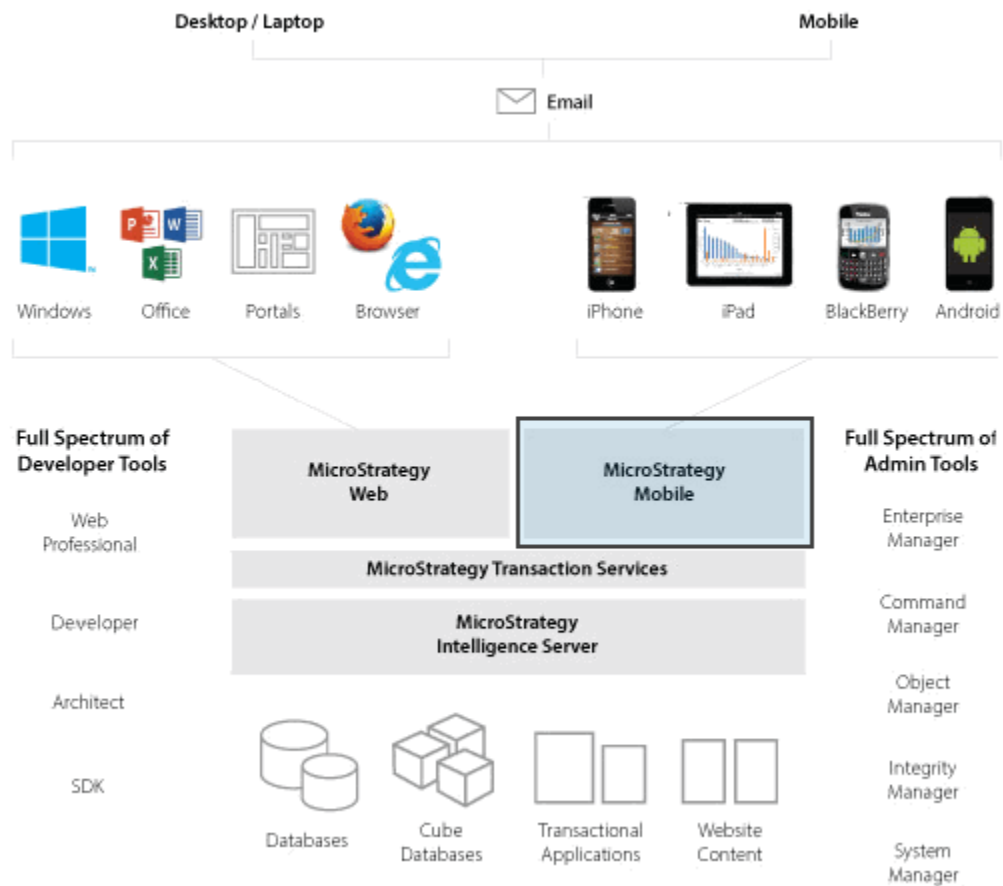 Desktop / Laptop
Mobile
Email
Windows
Office
Portals
Browser
iPhone
iPad
BlackBerry
Android
Full Spectrum of
Developer Tools
Web
Professional
Developer
Architect
SDK
MicroStrategy
Web
MicroStrategy
Mobile
MicroStrategy Transaction Services
MicroStrategy
Intelligence Server
Databases
Cube
Databases
Transactional
Applications
Website
Content
Full Spectrum of
Admin Tools
Enterprise
Manager
Command
Manager
Object
Manager
Integrity
Manager
System
Manager